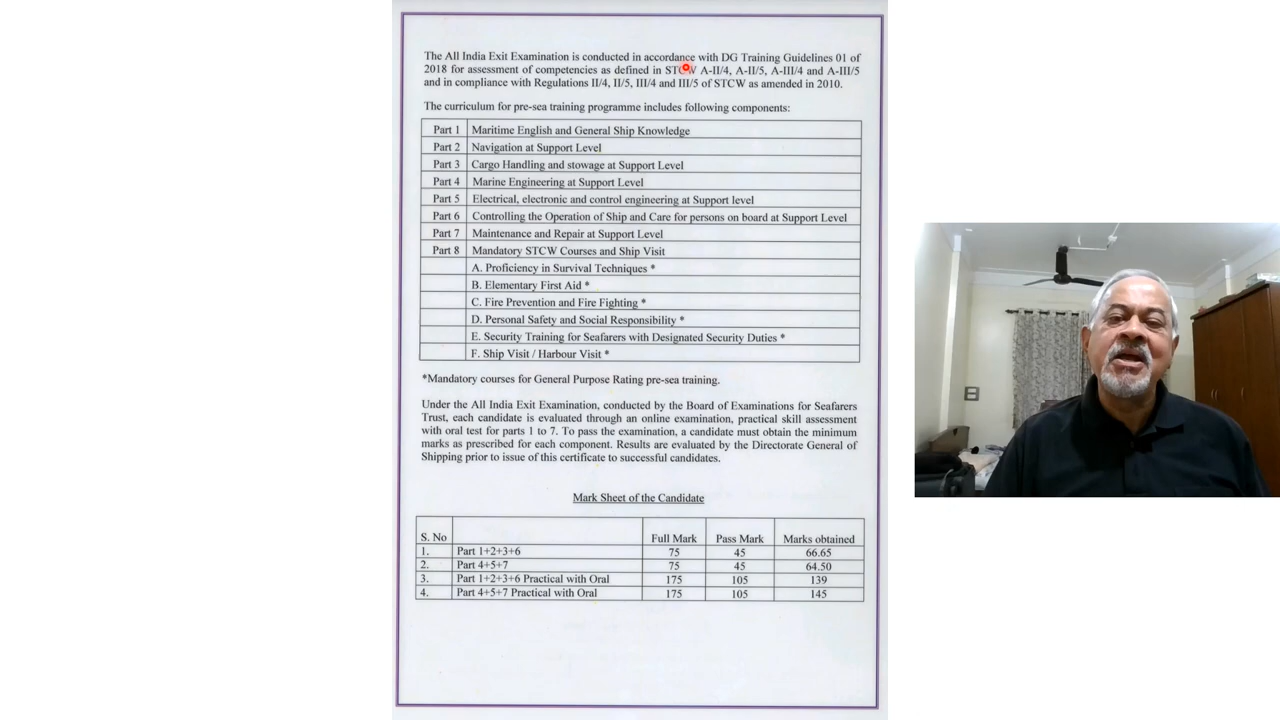 The All India Exit Examination is conducted in accordance with DG Training Guidelines 01 of
2018 for assessment of competencies as defined in STCW A-II/4, A-II/5, A-III/4 and A-III/5
and in compliance with Regulations II/4, II/5, III/4 and III/5 of STCW as amended in 2010.
The curriculum for pre-sea training programme includes following components:
Part 1 Maritime English and General Ship Knowledge
Part 2 Navigation at Support Level
Part 3 Cargo Handling and stowage at Support Level
Part 4 Marine Engineering at Support Level
Part 5 Electrical, electronic and control engineering at Support level
Part 6 Controlling the Operation of Ship and Care for persons on board at Support Level
Part 7 Maintenance and Repair at Support Level
Part 8 Mandatory STCW Courses and Ship Visit
A. Proficiency in Survival Techniques *
B. Elementary First Aid *
C. Fire Prevention and Fire Fighting *
D. Personal Safety and Social Responsibility *
E. Security Training for Seafarers with Designated Security Duties *
F. Ship Visit / Harbour Visit *
*Mandatory courses for General Purpose Rating pre-sea training.
Under the All India Exit Examination, conducted by the Board of Examinations for Seafarers
Trust, each candidate is evaluated through an online examination, practical skill assessment
with oral test for parts 1 to 7. To pass the examination, a candidate must obtain the minimum
marks as prescribed for each component. Results are evaluated by the Directorate General of
Shipping prior to issue of this certificate to successful candidates.
Mark Sheet of the Candidate
S. No Full Mark Pass Mark Marks obtained
1. Part 1+2+3+6 75 45 66.65
2. Part 4+5+7 75 45 64.50
3. Part 1+2+3+6 Practical with Oral 175 105 139
4. Part 4+5+7 Practical with Oral 175 105 145